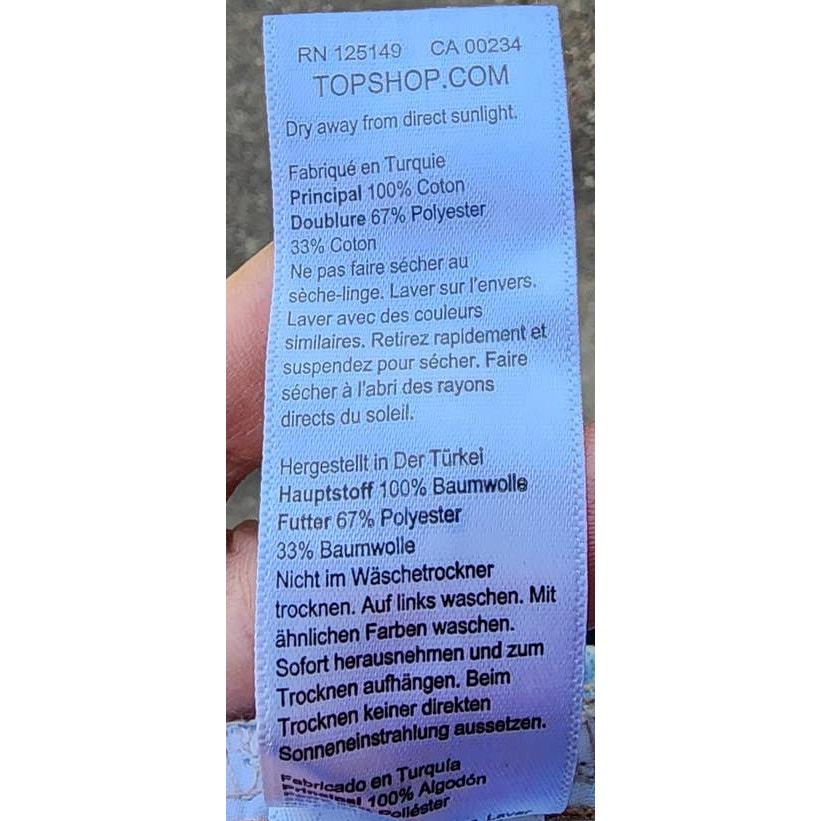 RN 125149 CA 00234
TOPSHOP.COM
Dry away from direct sunlight.
Fabriqué en Turquie
Principal 100% Coton
Doublure 67% Polyester
33% Coton
Ne pas faire sécher au
sèche-linge. Laver sur l'envers.
Laver avec des couleurs
similaires. Retirez rapidement et
suspendez pour sécher. Faire
sécher à l'abri des rayons
directs du soleil.
Hergestellt in Der Türkei
Hauptstoff 100% Baumwolle
Futter 67% Polyester
33% Baumwolle
Nicht im Wäschetrockner
trocknen. Auf links waschen. Mit
ähnlichen Farben waschen.
Sofort herausnehmen und zum
Trocknen aufhängen. Beim
Trocknen keiner direkten
Sonneneinstrahlung aussetzen.
Fabricado en Turquía
Principal 100% Algodón
Poliéster
Laver